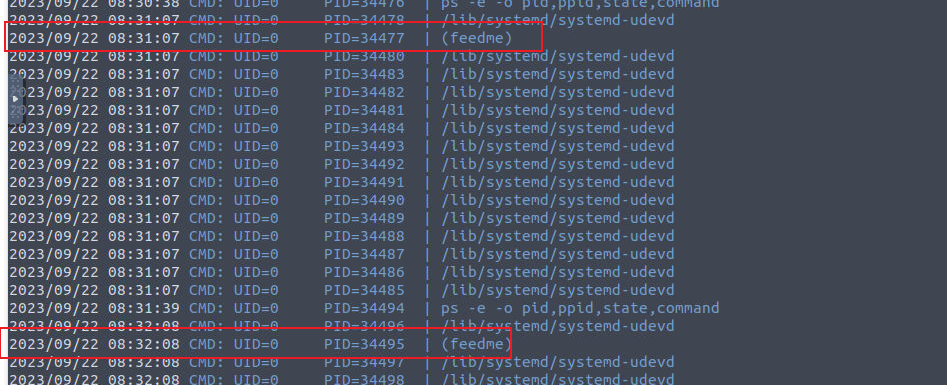 2023/09/22 08:30:38 CMD: UID=0 PID=34476 | ps -e -o pid,ppid,state,command
2023/09/22 08:31:07 CMD: UID=0 PID=34478 | /lib/systemd/systemd-udevd
2023/09/22 08:31:07 CMD: UID=0 PID=34477 | (feedme)
2023/09/22 08:31:07 CMD: UID=0 PID=34480 | /lib/systemd/systemd-udevd
2023/09/22 08:31:07 CMD: UID=0 PID=34483 | /lib/systemd/systemd-udevd
2023/09/22 08:31:07 CMD: UID=0 PID=34482 | /lib/systemd/systemd-udevd
2023/09/22 08:31:07 CMD: UID=0 PID=34481 | /lib/systemd/systemd-udevd
2023/09/22 08:31:07 CMD: UID=0 PID=34484 | /lib/systemd/systemd-udevd
2023/09/22 08:31:07 CMD: UID=0 PID=34493 | /lib/systemd/systemd-udevd
2023/09/22 08:31:07 CMD: UID=0 PID=34492 | /lib/systemd/systemd-udevd
2023/09/22 08:31:07 CMD: UID=0 PID=34491 | /lib/systemd/systemd-udevd
2023/09/22 08:31:07 CMD: UID=0 PID=34490 | /lib/systemd/systemd-udevd
2023/09/22 08:31:07 CMD: UID=0 PID=34489 | /lib/systemd/systemd-udevd
2023/09/22 08:31:07 CMD: UID=0 PID=34488 | /lib/systemd/systemd-udevd
2023/09/22 08:31:07 CMD: UID=0 PID=34487 | /lib/systemd/systemd-udevd
2023/09/22 08:31:07 CMD: UID=0 PID=34486 | /lib/systemd/systemd-udevd
2023/09/22 08:31:07 CMD: UID=0 PID=34485 | /lib/systemd/systemd-udevd
2023/09/22 08:31:39 CMD: UID=0 PID=34494 | ps -e -o pid,ppid,state,command
2023/09/22 08:32:08 CMD: UID=0 PID=34496 | /lib/systemd/systemd-udevd
2023/09/22 08:32:08 CMD: UID=0 PID=34495 | (feedme)
2023/09/22 08:32:08 CMD: UID=0 PID=34497 | /lib/systemd/systemd-udevd
2023/09/22 08:32:08 CMD: UID=0 PID=34498 | /lib/systemd/systemd-udevd